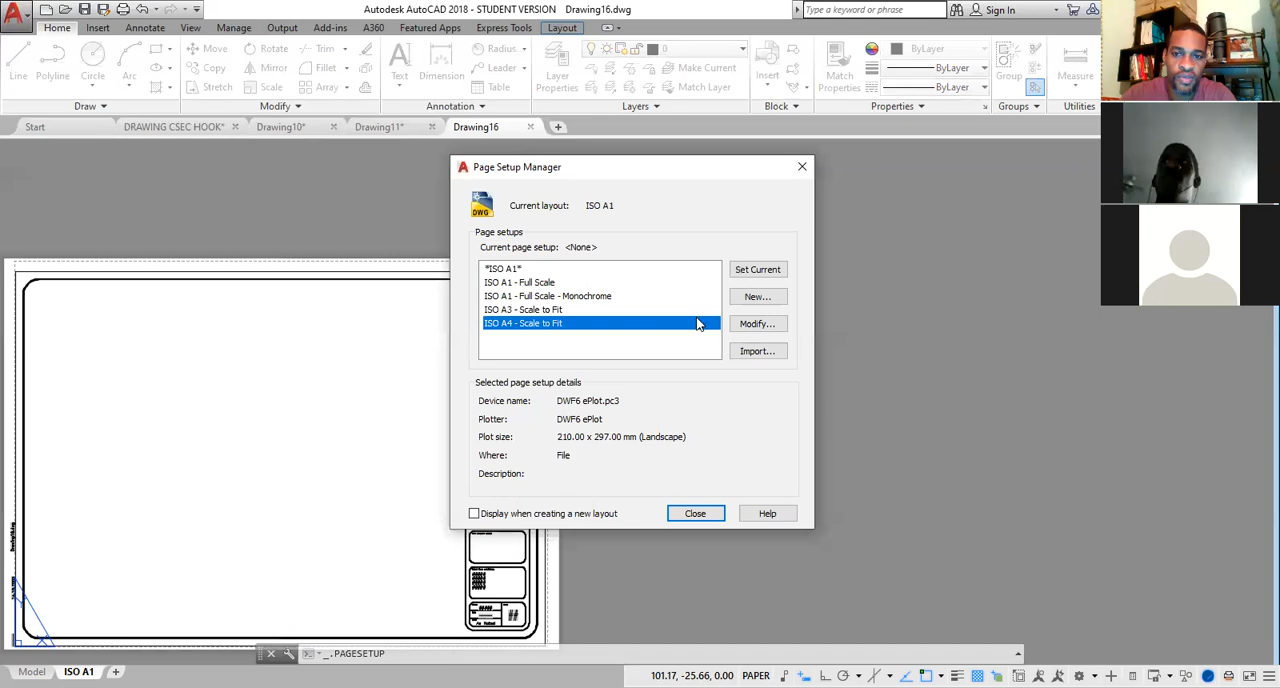 Autodesk AutoCAD 2018 - STUDENT VERSION Drawing16.dwg
Type a keyword or phrase
Sign In
Home Insert Annotate View Manage Output Add-ins A360 Featured Apps Express Tools Layout
Line Polyline Circle Arc
Move Rotate Trim
Copy Mirror Fillet
Stretch Scale Array
Text Dimension
Radius
Leader
Table
Layer Properties
0
Make Current
Match Layer
Insert
Match Properties
ByLayer
ByLayer
ByLayer
Group
Measure
Draw Modify Annotation Layers Block Properties Groups Utilities
Start DRAWING CSEC HOOK* Drawing10* Drawing11* Drawing16
Page Setup Manager
Current layout: ISO A1
Page setups
Current page setup: <None>
*ISO A1*
ISO A1 - Full Scale
ISO A1 - Full Scale - Monochrome
ISO A3 - Scale to Fit
ISO A4 - Scale to Fit
Set Current
New...
Modify...
Import...
Selected page setup details
Device name: DWF6 ePlot.pc3
Plotter: DWF6 ePlot
Plot size: 210.00 x 297.00 mm (Landscape)
Where: File
Description:
Display when creating a new layout
Close
Help
##
_.PAGESETUP
Model ISO A1
101.17, -25.66, 0.00 PAPER